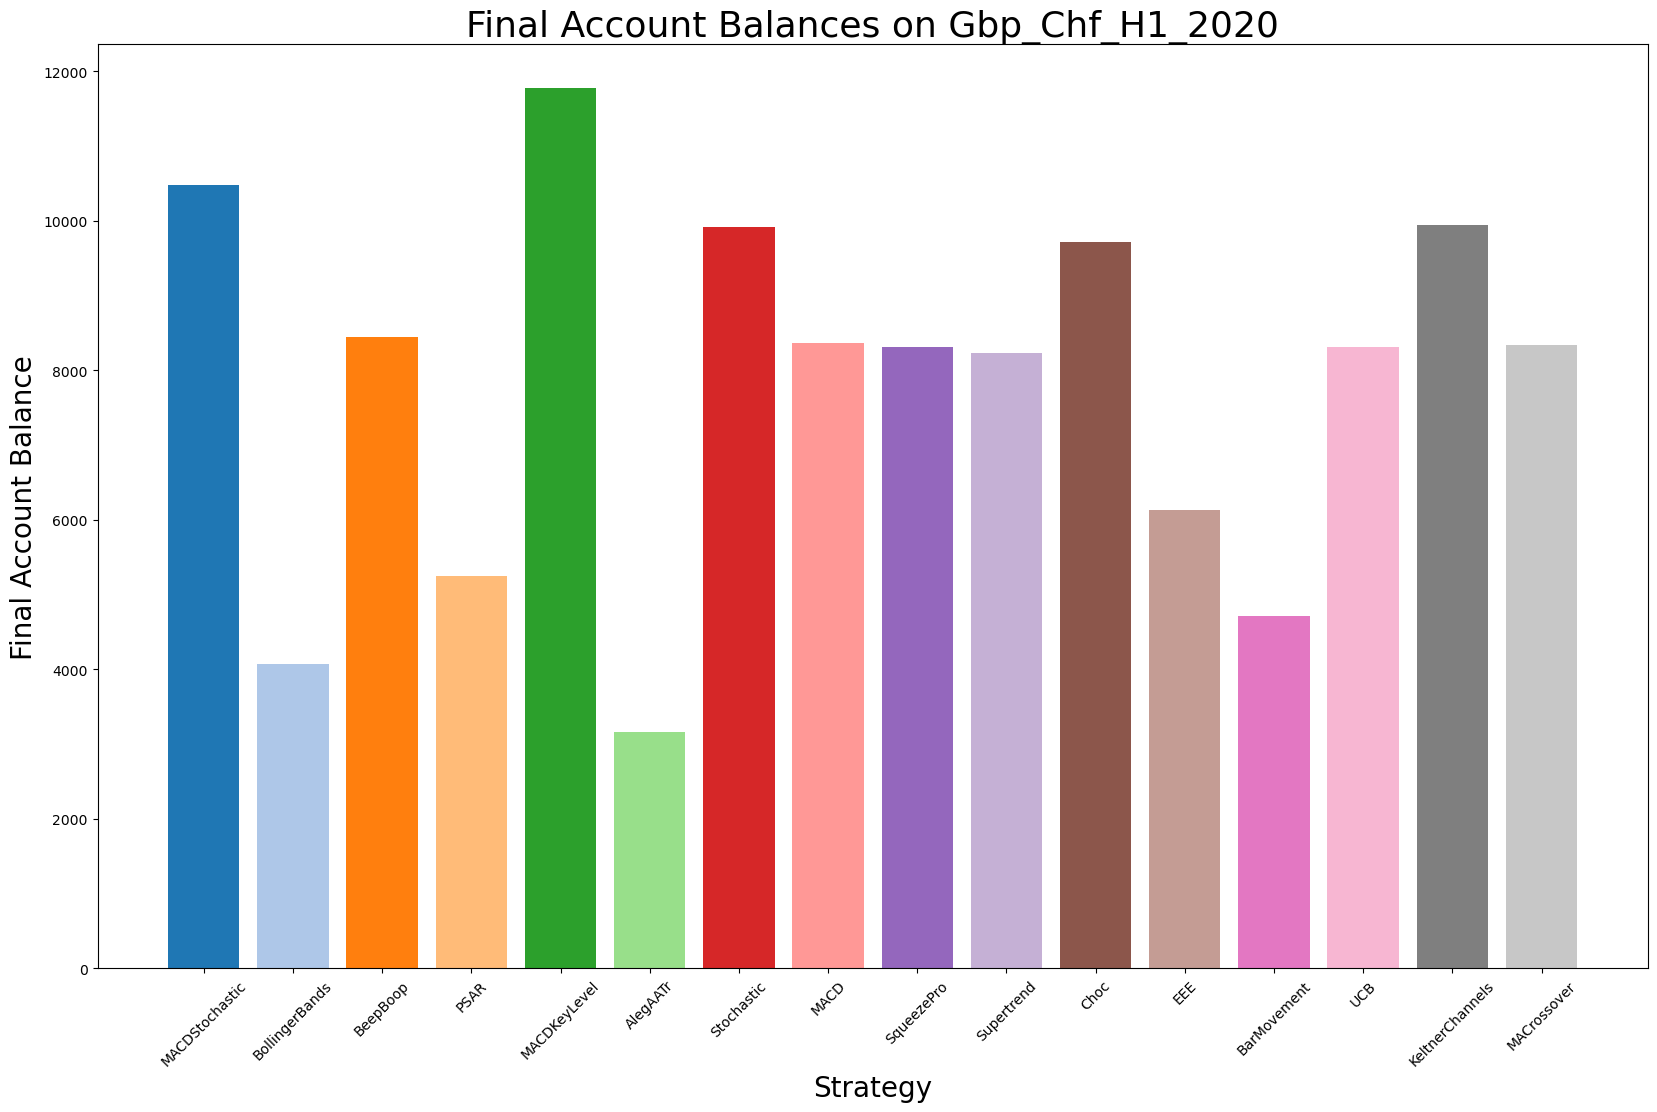 Final Account Balances on Gbp_Chf_H1_2020
Final Account Balance
12000
10000
8000
6000
4000
2000
0
MACDStochastic
BollingerBands
BeepBoop
PSAR
MACDKeyLevel
AlegAATr
Stochastic
MACD
SqueezePro
Supertrend
Choc
EEE
BarMovement
UCB
KeltnerChannels
MACrossover
Strategy